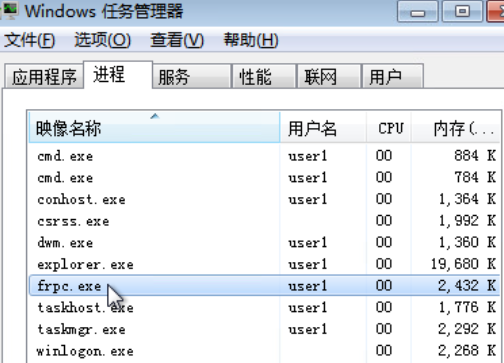 Windows 任务管理器
文件(F) 选项(O) 查看(V) 帮助(H)
应用程序 进程 服务 性能 联网 用户
映像名称 用户名 CPU 内存(...
cmd.exe user1 00 884 K
cmd.exe user1 00 784 K
conhost.exe user1 00 1,364 K
csrss.exe 00 1,992 K
dwm.exe user1 00 1,360 K
explorer.exe user1 00 19,680 K
frpc.exe user1 00 2,432 K
taskhost.exe user1 00 1,776 K
taskmgr.exe user1 00 2,292 K
winlogon.exe 00 2,268 K